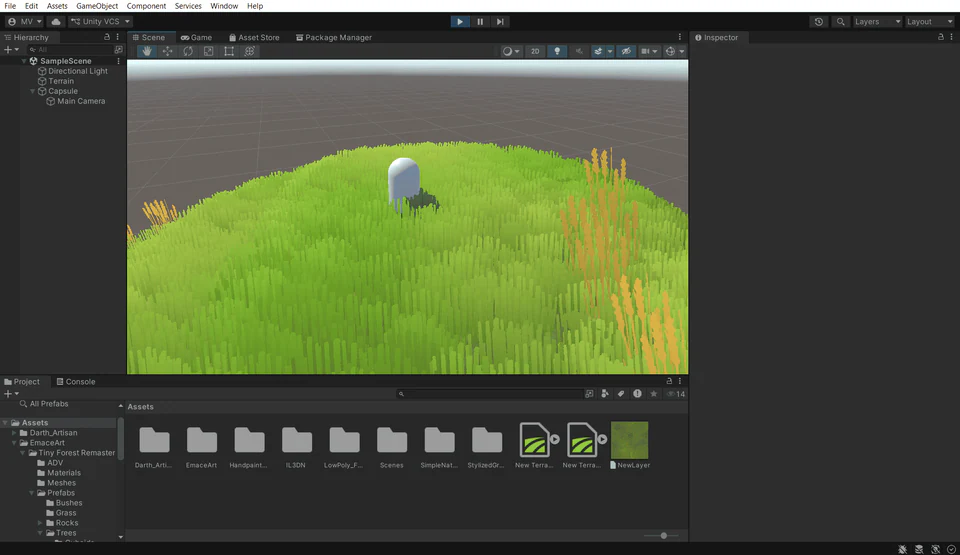 File Edit Assets GameObject Component Services Window Help
MV Unity VCS Layers Layout
Hierarchy Scene Game Asset Store Package Manager Inspector
All 2D
SampleScene
Directional Light
Terrain
Capsule
Main Camera
Project Console
14
All Prefabs
Assets
Assets
Darth_Artisan
EmaceArt
Tiny Forest Remaster
ADV
Materials
Meshes
Prefabs
Bushes
Grass
Rocks
Trees
Darth_Arti... EmaceArt Handpaint... IL3DN LowPoly_F... Scenes SimpleNat... StylizedGr... New Terra... New Terra... NewLayer